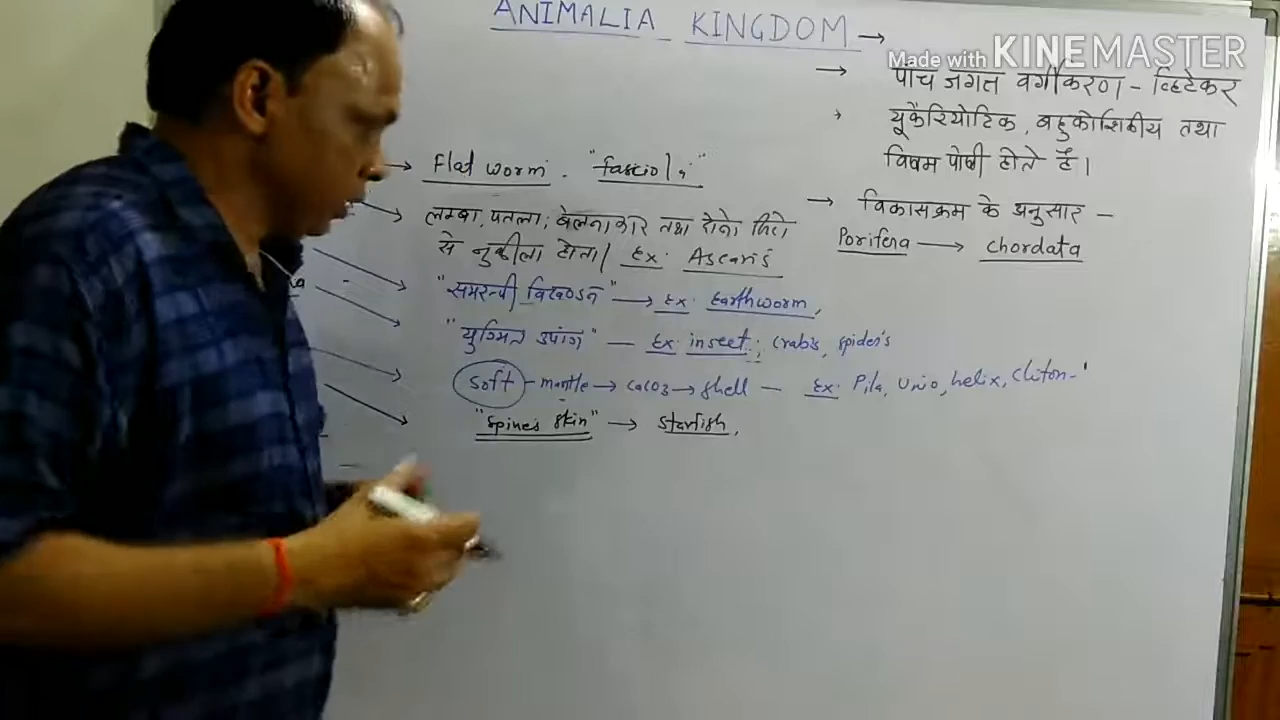 ANIMALIA KINGDOM →
Made with KINEMASTER
→ पाँच जगत वर्गीकरण - व्हिटेकर
यूकैरियोटिक, बहुकोशिकीय तथा
विषम पोषी होते हैं।
→ विकासक्रम के अनुसार -
Porifera → Chordata
→ Flat worm. "fasciola"
लम्बा, पतला, बेलनाकार तथा दोनो सिरो
से नुकीला होता। Ex: Ascaris
"समरूपी विखण्डन" → Ex: Earthworm,
"युग्मित उपांग" - Ex: insect; Crabs, spider's
Soft - mantle → CaCO3 → Shell - Ex: Pila, Unio, helix, Chiton-
"Spines skin" → Starfish,